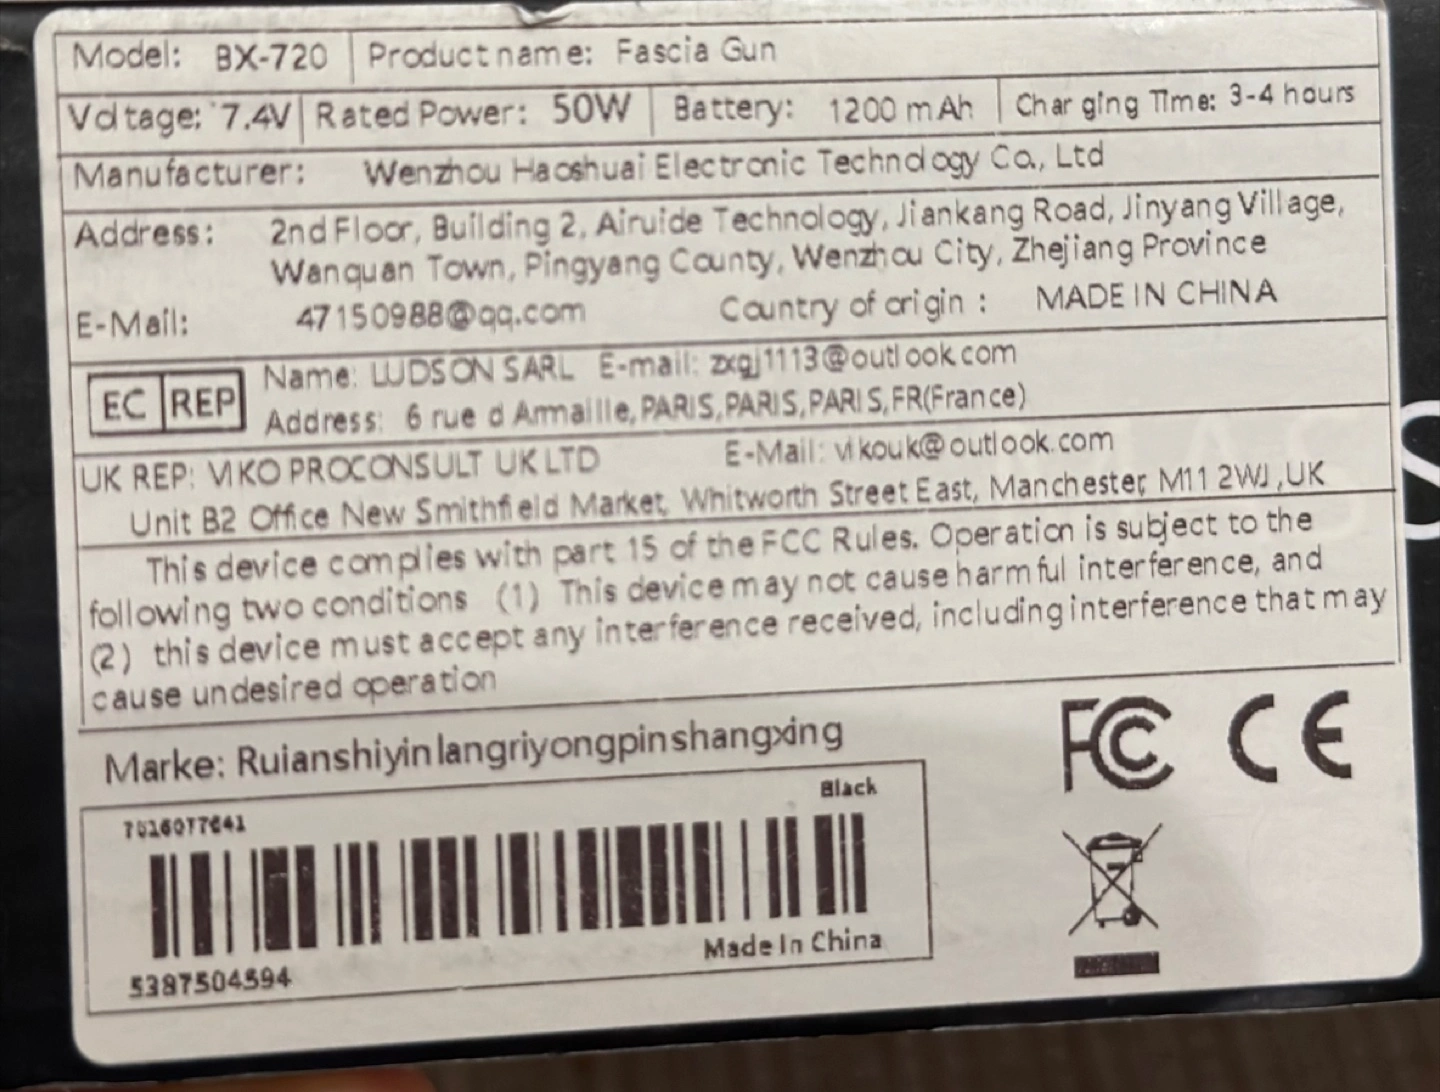 Model: BX-720 Product name: Fascia Gun
Voltage: 7.4V Rated Power: 50W Battery: 1200 mAh Charging Time: 3-4 hours
Manufacturer: Wenzhou Haoshuai Electronic Technology Co., Ltd
Address: 2nd Floor, Building 2, Airuide Technology, Jiankang Road, Jinyang Village,
Wanquan Town, Pingyang County, Wenzhou City, Zhejiang Province
E-Mail: 47150988@qq.com Country of origin : MADE IN CHINA
EC REP Name: LUDSON SARL E-mail: zxgj1113@outlook.com
Address: 6 rue d Armaille, PARIS, PARIS, PARIS, FR(France)
UK REP: VIKO PROCONSULT UK LTD E-Mail: vikouk@outlook.com
Unit B2 Office New Smithfield Market, Whitworth Street East, Manchester, M11 2WJ ,UK
This device complies with part 15 of the FCC Rules. Operation is subject to the
following two conditions (1) This device may not cause harmful interference, and
(2) this device must accept any interference received, including interference that may
cause undesired operation
Marke: Ruianshiyinlangriyongpinshangxing
FC CE
Black
Made In China
5387504594